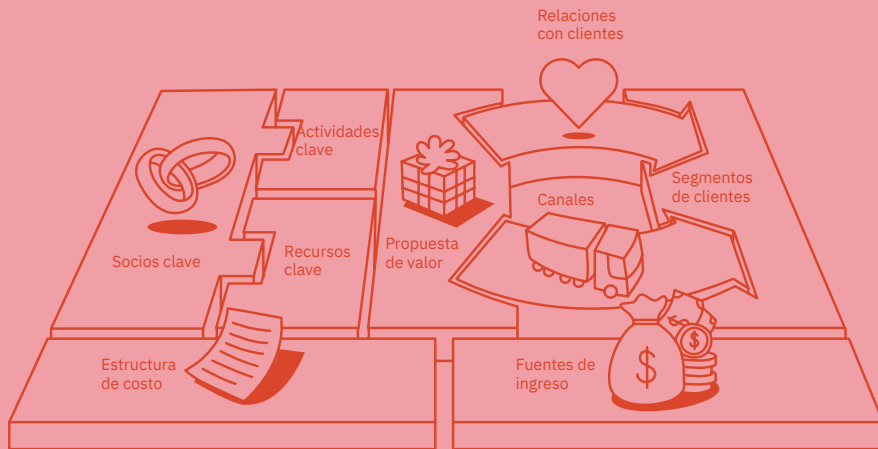 Relaciones
con clientes
Actividades
clave
Segmentos
de clientes
Canales
Propuesta
de valor
Recursos
clave
Socios clave
Estructura
de costo
Fuentes de
ingreso
$
$